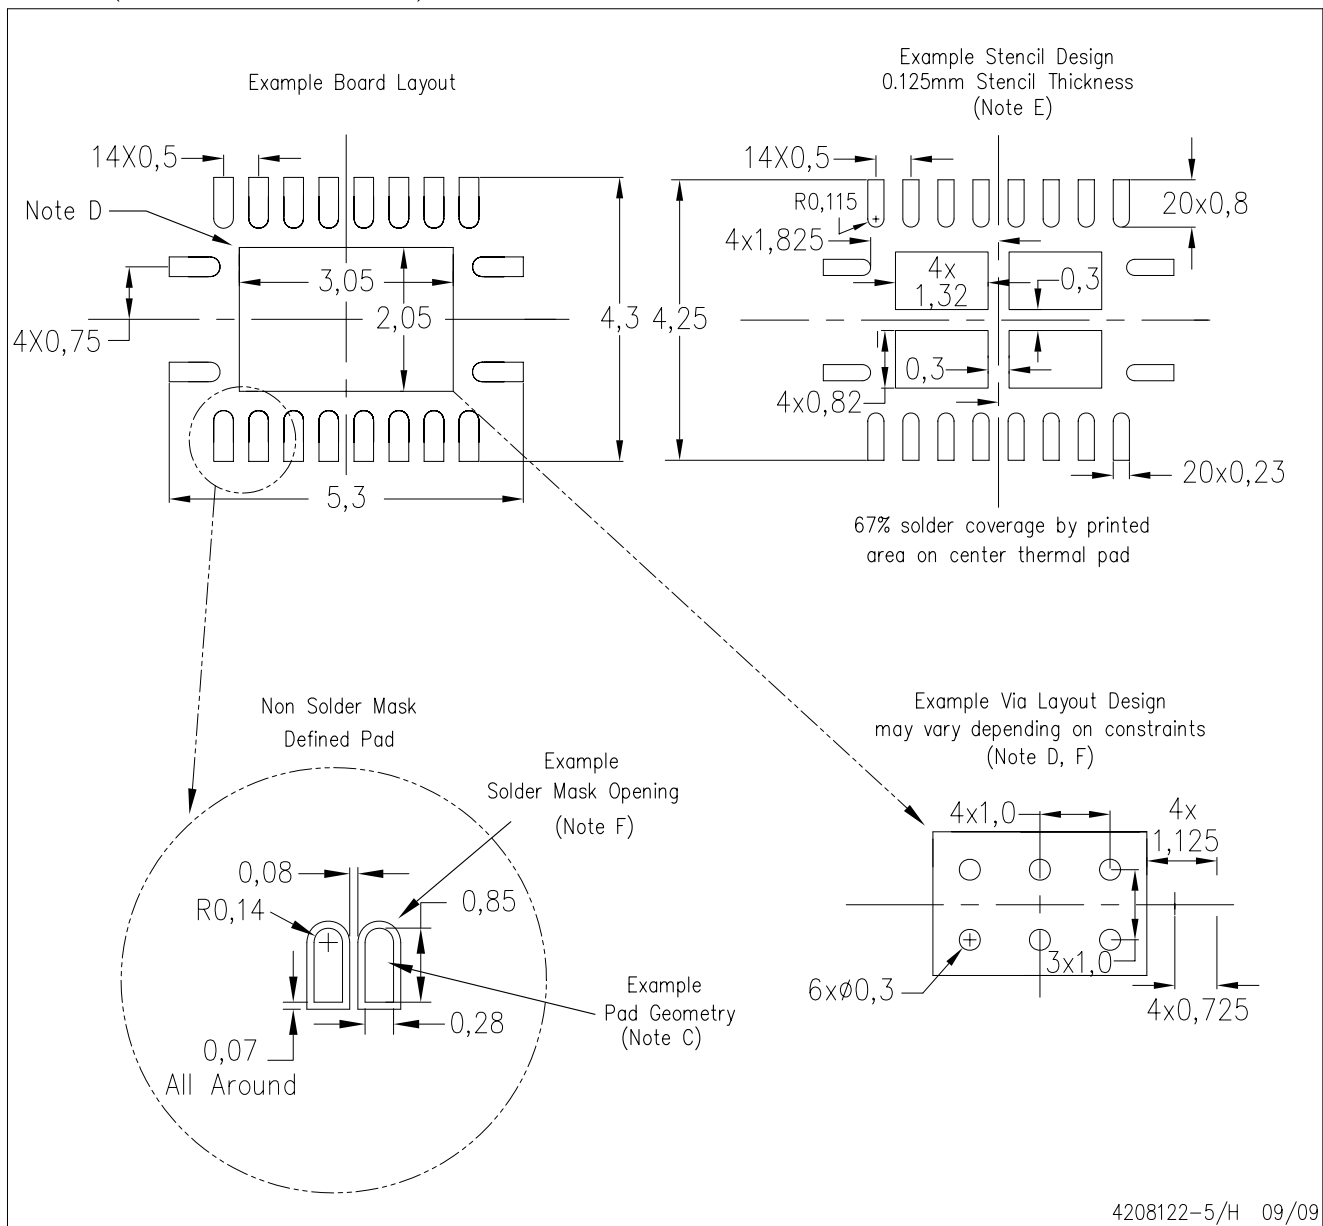 Example Board Layout
14X0,5
Note D
3,05
2,05
4X0,75
4,3
5,3
Example Stencil Design
0.125mm Stencil Thickness
(Note E)
14X0,5
R0,115
20x0,8
4x1,825
4x
1,32
0,3
4,25
0,3
4x0,82
20x0,23
67% solder coverage by printed
area on center thermal pad
Non Solder Mask
Defined Pad
Example
Solder Mask Opening
(Note F)
0,08
R0,14
0,85
Example
Pad Geometry
(Note C)
0,28
0,07
All Around
Example Via Layout Design
may vary depending on constraints
(Note D, F)
4x1,0
4x
1,125
3x1,0
6xø0,3
4x0,725
4208122-5/H 09/09